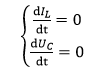 dI_L/dt = 0
dU_C/dt = 0